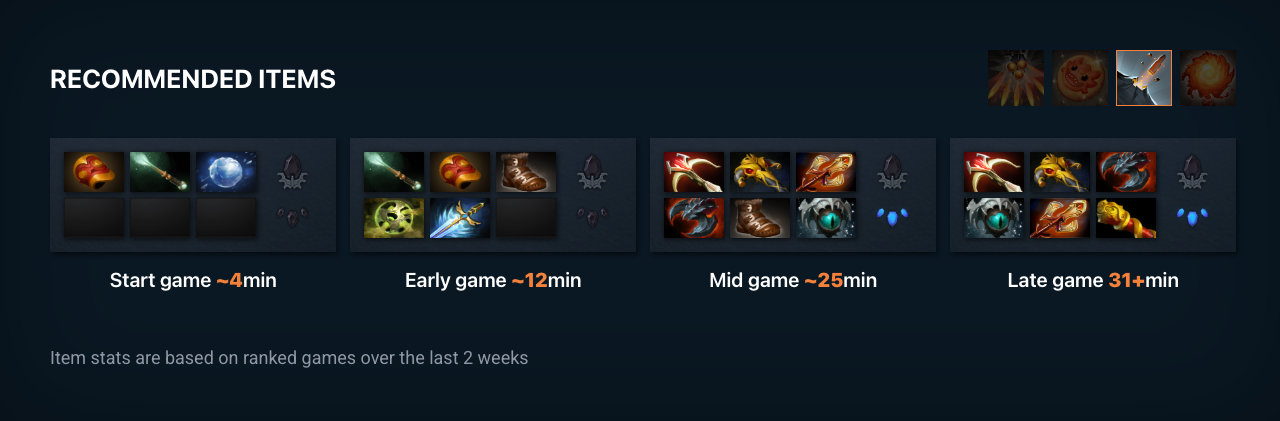 RECOMMENDED ITEMS
Start game ~4min
Early game ~12min
Mid game ~25min
Late game 31+min
Item stats are based on ranked games over the last 2 weeks